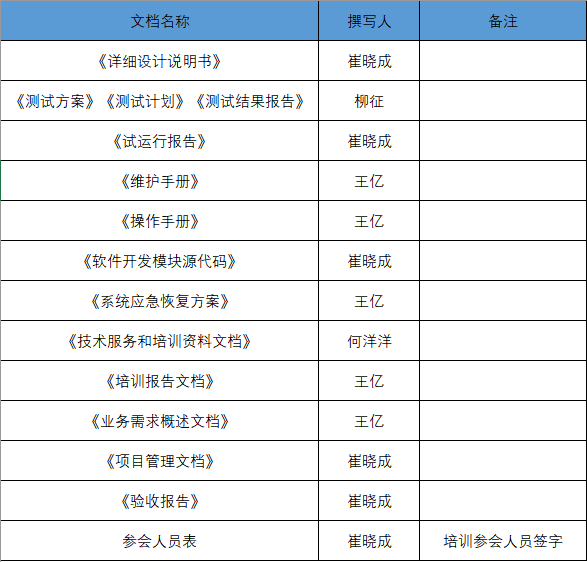 文档名称 撰写人 备注
《详细设计说明书》 崔晓成
《测试方案》《测试计划》《测试结果报告》 柳征
《试运行报告》 崔晓成
《维护手册》 王亿
《操作手册》 王亿
《软件开发模块源代码》 崔晓成
《系统应急恢复方案》 王亿
《技术服务和培训资料文档》 何洋洋
《培训报告文档》 王亿
《业务需求概述文档》 王亿
《项目管理文档》 崔晓成
《验收报告》 崔晓成
参会人员表 崔晓成 培训参会人员签字